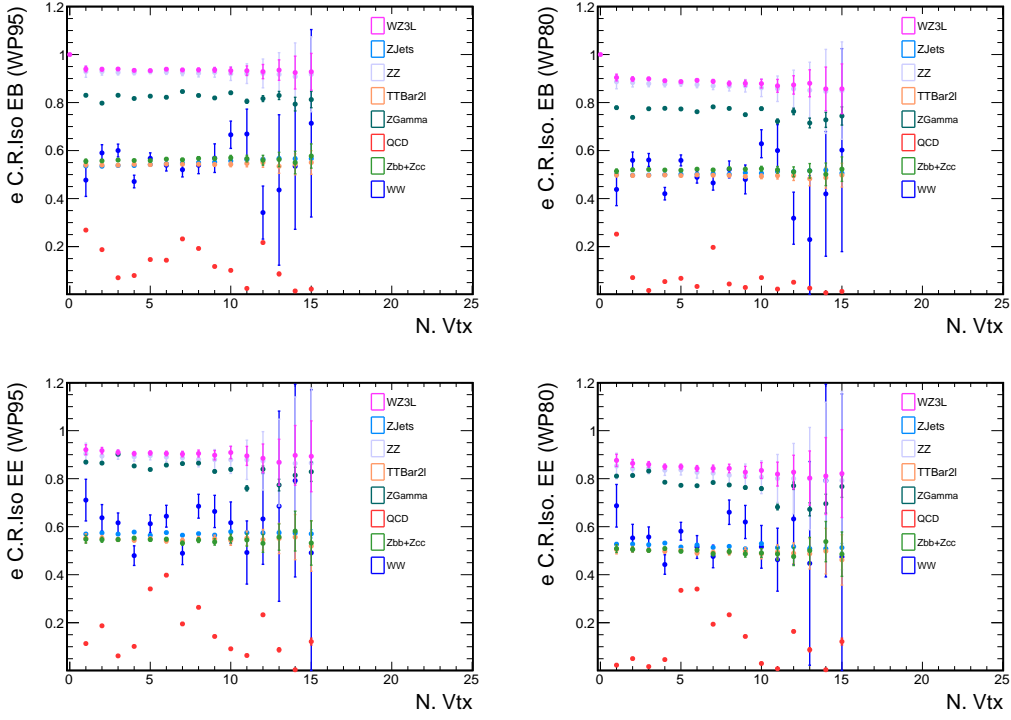 e C.R.Iso EB (WP95)
1.2
1
0.8
0.6
0.4
0.2
0
5
10
15
20
25
N. Vtx
WZ3L
ZJets
ZZ
TTBar2l
ZGamma
QCD
Zbb+Zcc
WW
e C.R.Iso. EB (WP80)
1.2
1
0.8
0.6
0.4
0.2
0
5
10
15
20
25
N. Vtx
WZ3L
ZJets
ZZ
TTBar2l
ZGamma
QCD
Zbb+Zcc
WW
e C.R.Iso EE (WP95)
1.2
1
0.8
0.6
0.4
0.2
0
5
10
15
20
25
N. Vtx
WZ3L
ZJets
ZZ
TTBar2l
ZGamma
QCD
Zbb+Zcc
WW
e C.R.Iso. EE (WP80)
1.2
1
0.8
0.6
0.4
0.2
0
5
10
15
20
25
N. Vtx
WZ3L
ZJets
ZZ
TTBar2l
ZGamma
QCD
Zbb+Zcc
WW